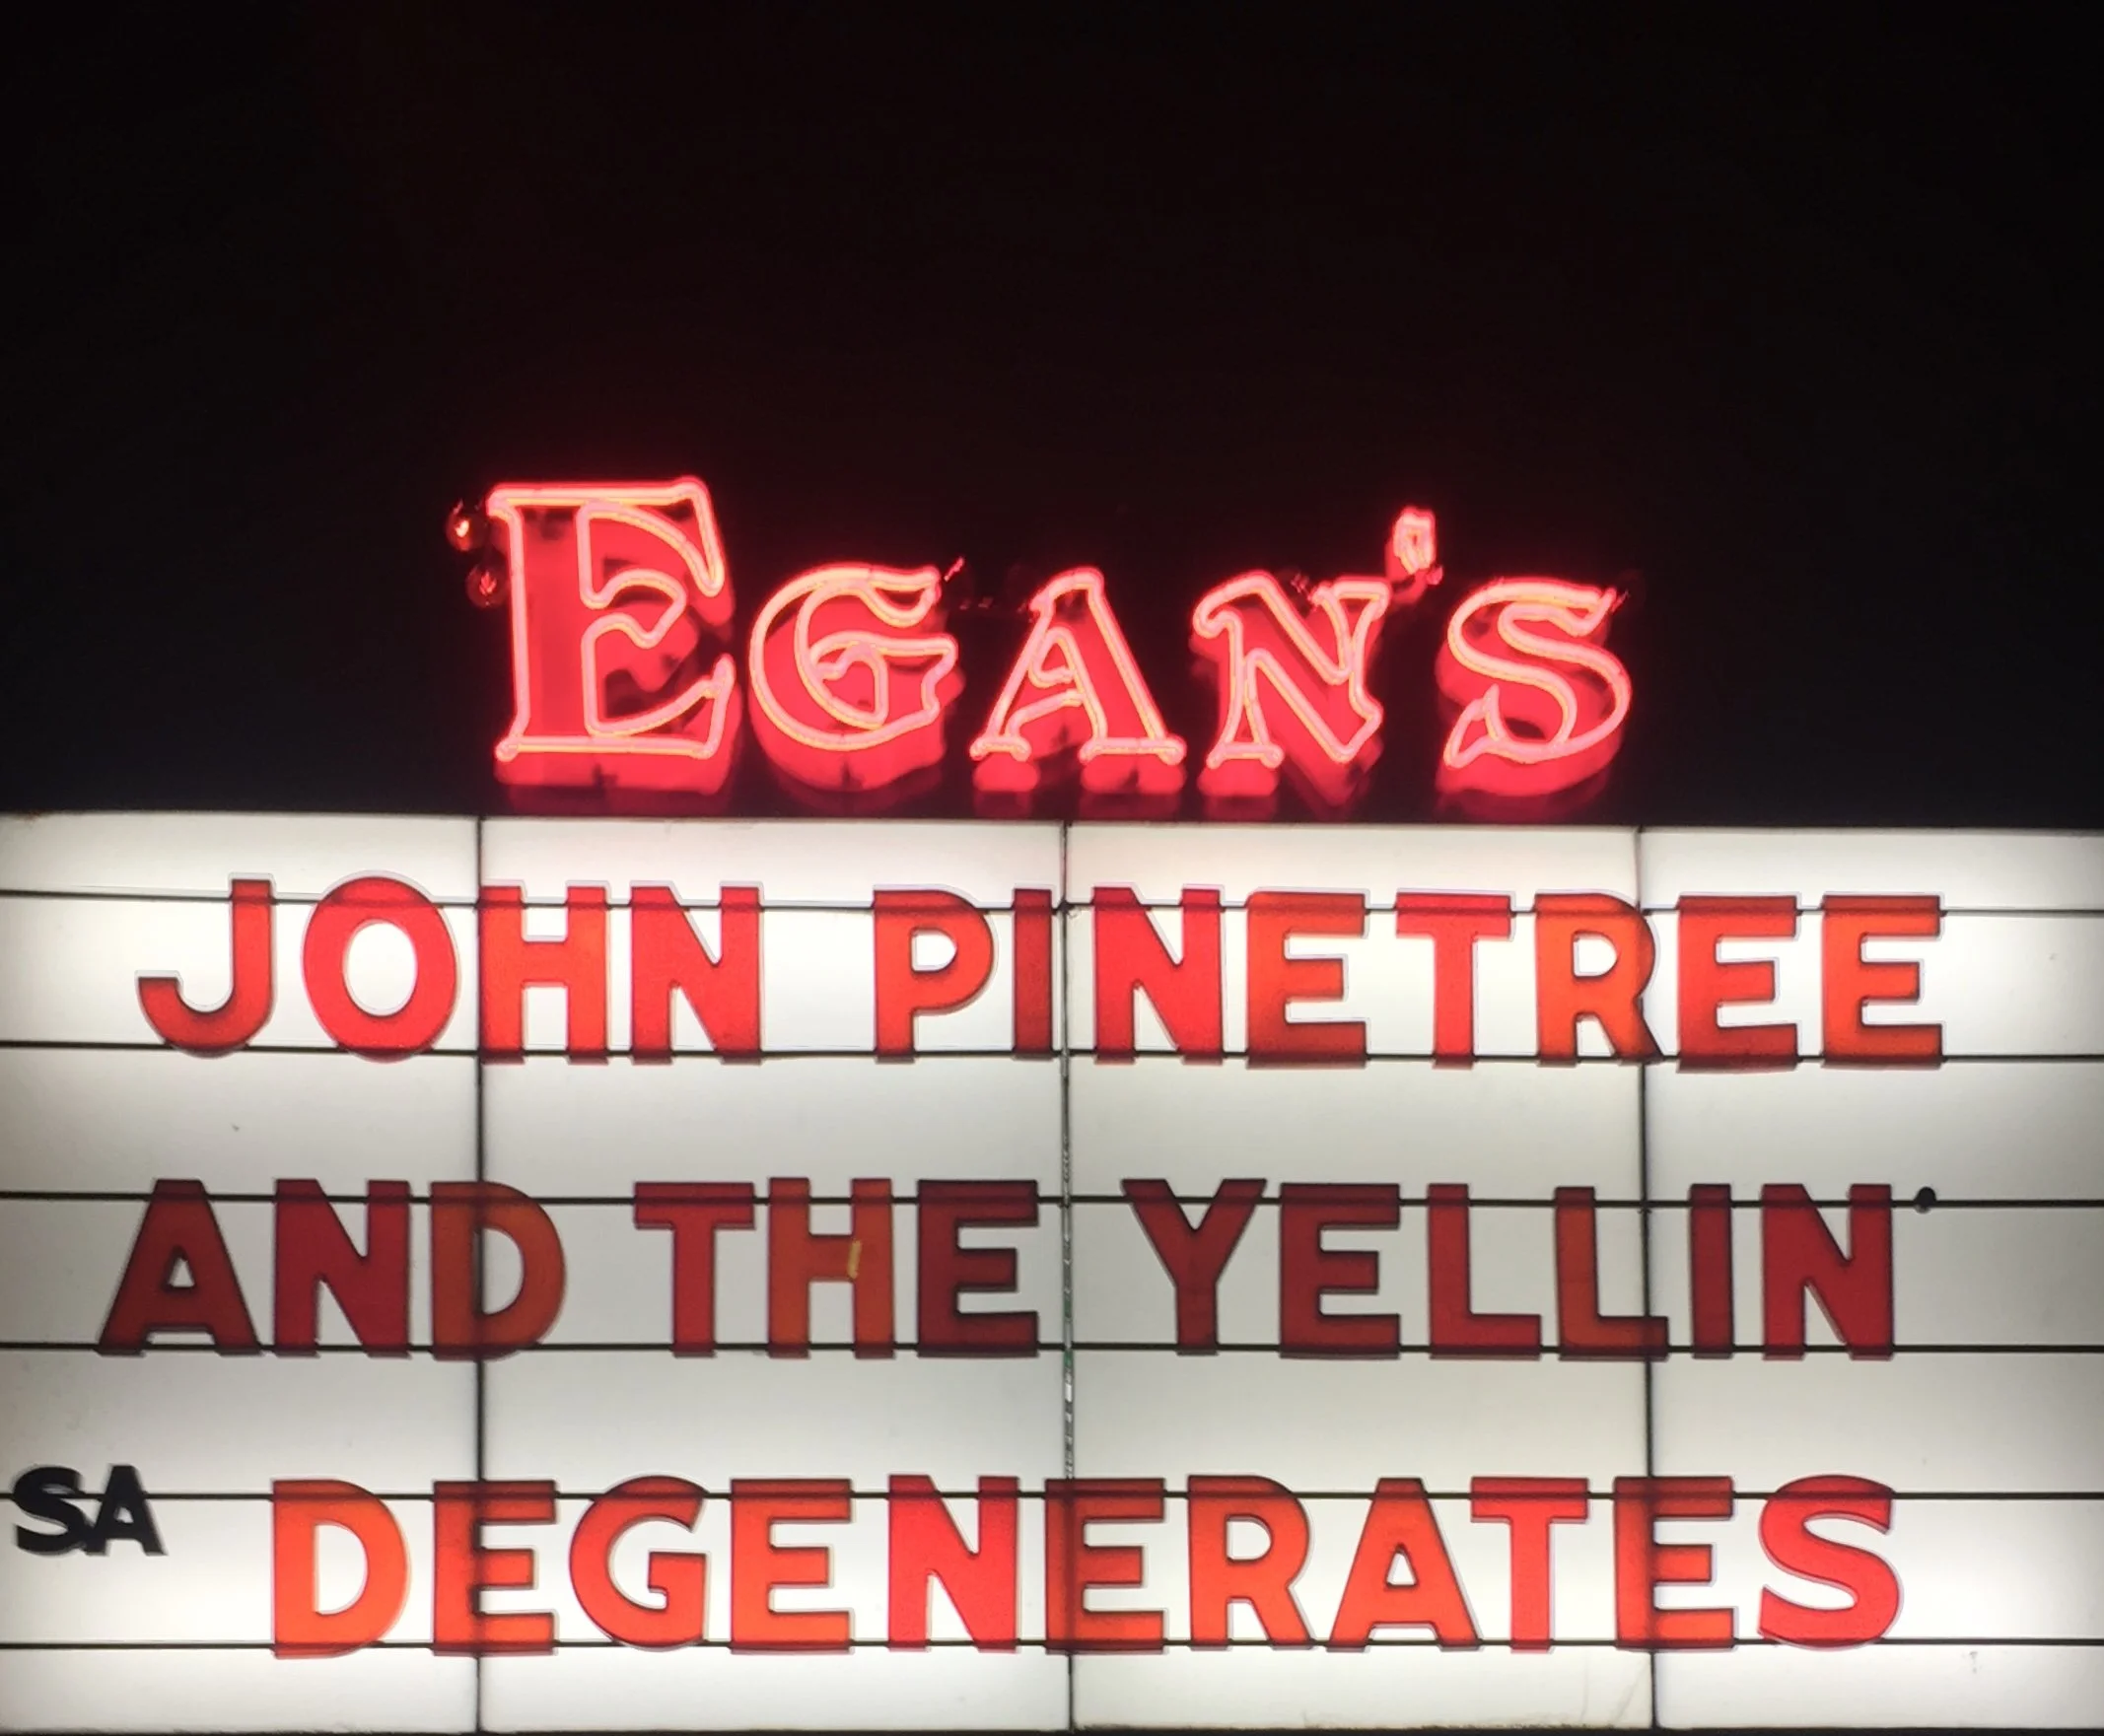 EGAN'S
JOHN PINETREE
AND THE YELLIN'
SA DEGENERATES